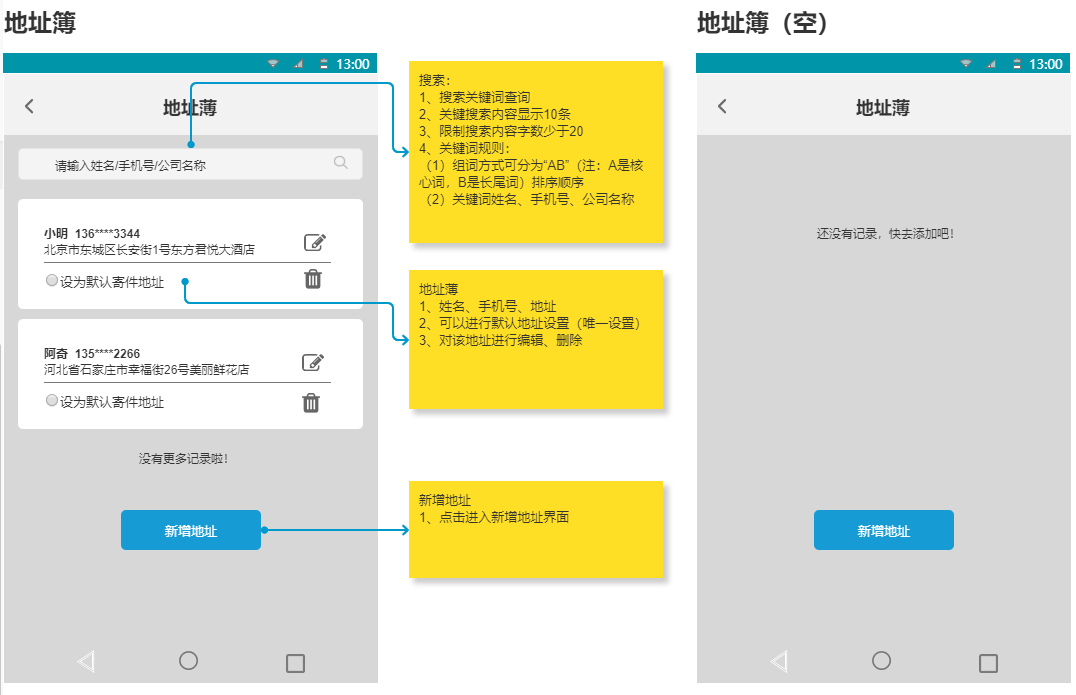 地址簿
13:00
地址薄
请输入姓名/手机号/公司名称
小明 136****3344
北京市东城区长安街1号东方君悦大酒店
设为默认寄件地址
阿奇 135****2266
河北省石家庄市幸福街26号美丽鲜花店
设为默认寄件地址
没有更多记录啦!
新增地址
搜索:
1、搜索关键词查询
2、关键搜索内容显示10条
3、限制搜索内容字数少于20
4、关键词规则:
（1）组词方式可分为“AB”（注：A是核
心词，B是长尾词）排序顺序
（2）关键词姓名、手机号、公司名称
地址薄
1、姓名、手机号、地址
2、可以进行默认地址设置（唯一设置）
3、对该地址进行编辑、删除
新增地址
1、点击进入新增地址界面
地址簿（空）
13:00
地址薄
还没有记录，快去添加吧!
新增地址